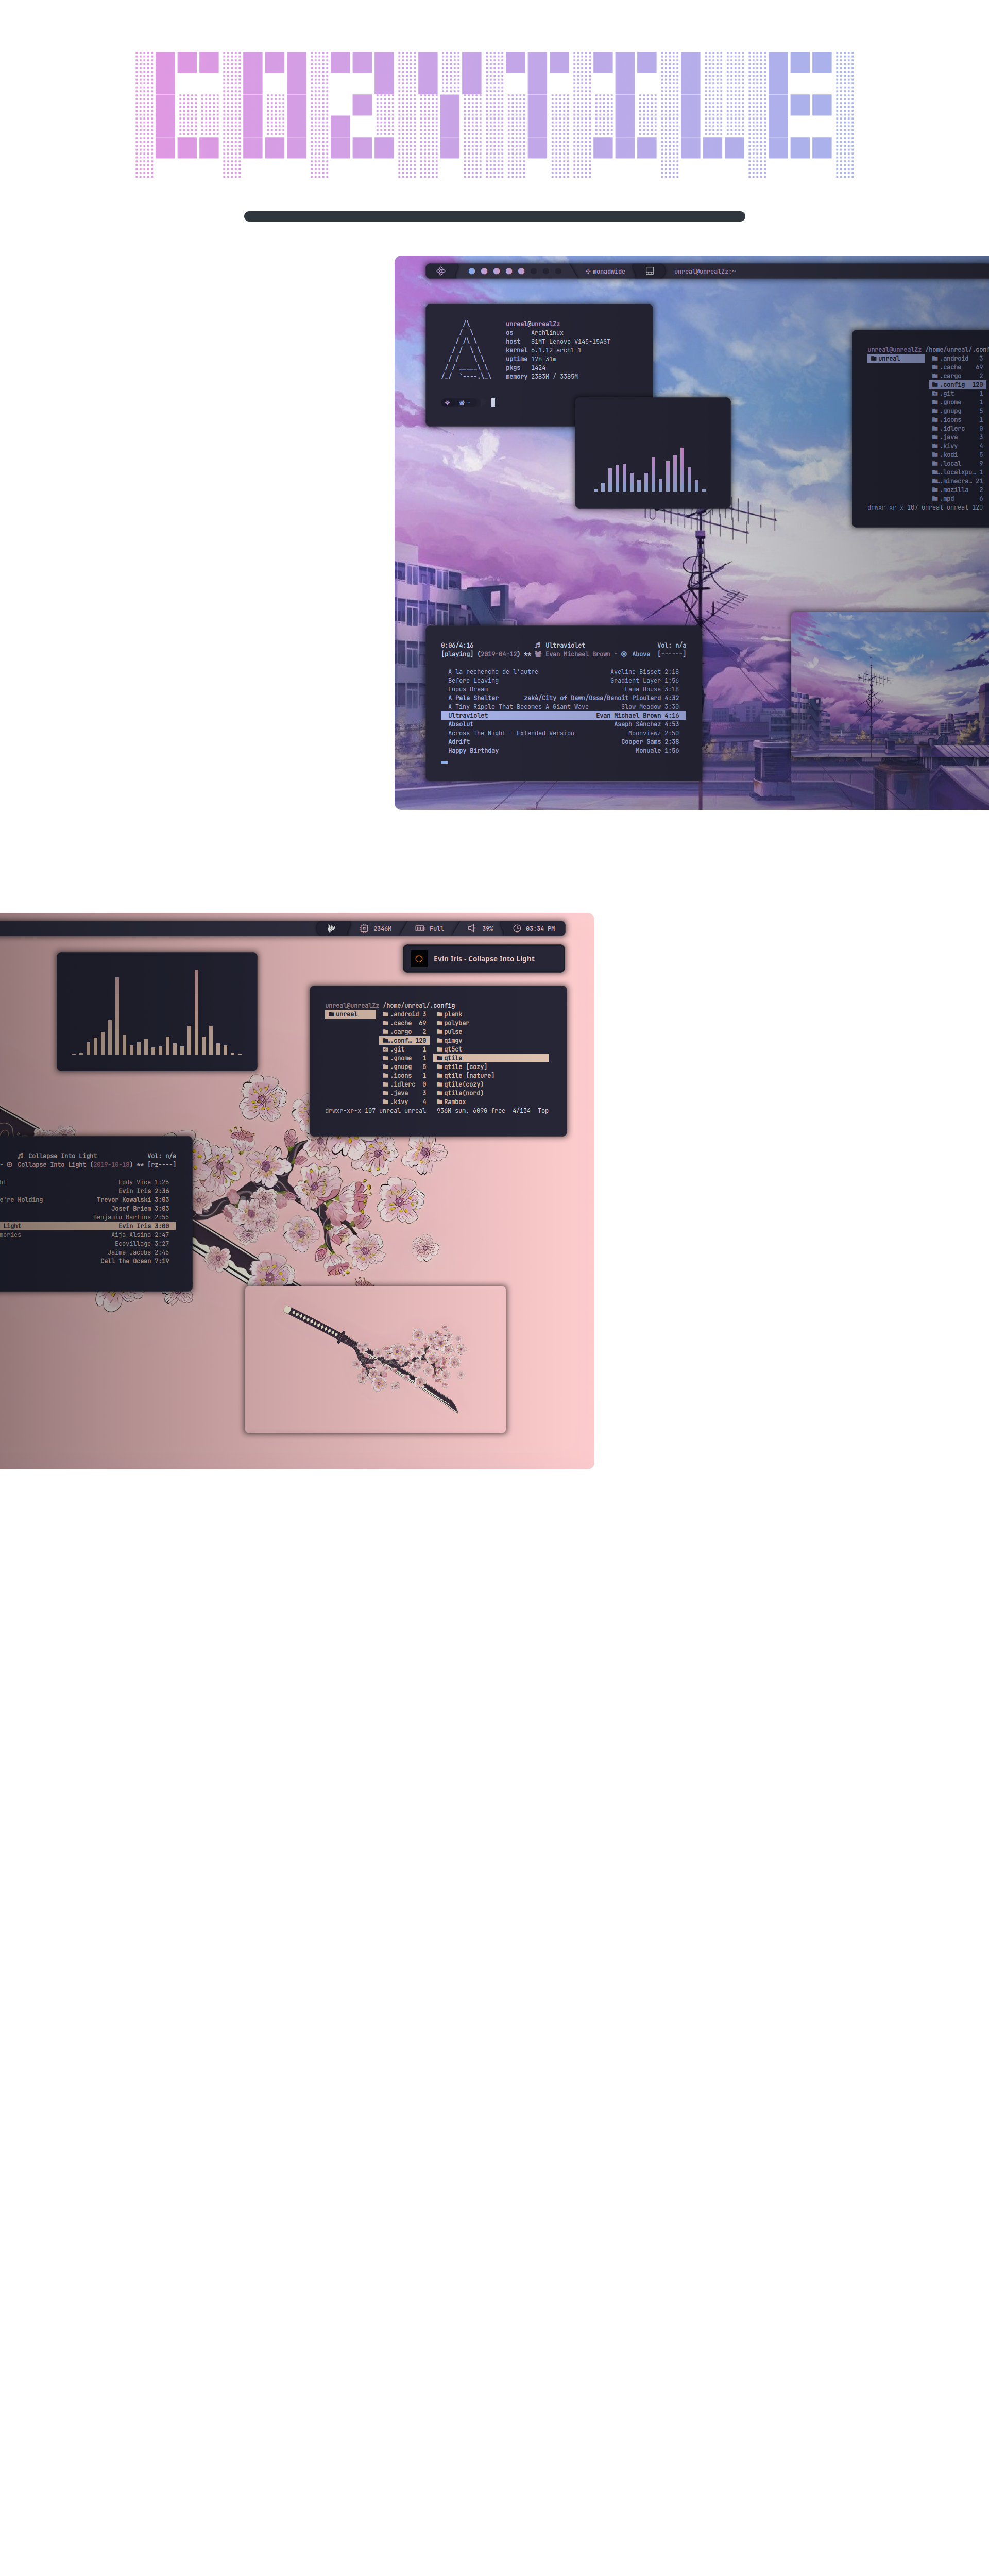 COZYTILE
monadwide unreal@unrealZz:~
unreal@unrealZz
os Archlinux
host 81MT Lenovo V145-15AST
kernel 6.1.12-arch1-1
uptime 17h 31m
pkgs 1424
memory 2383M / 3385M
~
unreal@unrealZz /home/unreal/.conf
unreal .android 3
.cache 69
.cargo 2
.config 120
.git 1
.gnome 1
.gnupg 5
.icons 1
.idlerc 0
.java 3
.kivy 4
.kodi 5
.local 9
.localxpo… 1
.minecra… 21
.mozilla 2
.mpd 6
drwxr-xr-x 107 unreal unreal 120
0:06/4:16 Ultraviolet Vol: n/a
[playing] (2019-04-12) ** Evan Michael Brown - Above [------]
A la recherche de l'autre Aveline Bisset 2:18
Before Leaving Gradient Layer 1:56
Lupus Dream Lama House 3:18
A Pale Shelter zakè/City of Dawn/Ossa/Benoît Pioulard 4:32
A Tiny Ripple That Becomes A Giant Wave Slow Meadow 3:30
Ultraviolet Evan Michael Brown 4:16
Absolut Asaph Sánchez 4:53
Across The Night - Extended Version Moonviewz 2:50
Adrift Cooper Sams 2:38
Happy Birthday Monuale 1:56
2346M Full 39% 03:34 PM
Evin Iris - Collapse Into Light
unreal@unrealZz /home/unreal/.config
unreal .android 3 plank
.cache 69 polybar
.cargo 2 pulse
.conf… 120 qimgv
.git 1 qt5ct
.gnome 1 qtile
.gnupg 5 qtile [cozy]
.icons 1 qtile [nature]
.idlerc 0 qtile(cozy)
.java 3 qtile(nord)
.kivy 4 Rambox
drwxr-xr-x 107 unreal unreal 936M sum, 609G free 4/134 Top
Collapse Into Light Vol: n/a
- Collapse Into Light (2019-10-18) ** [rz----]
ht Eddy Vice 1:26
Evin Iris 2:36
e're Holding Trevor Kowalski 3:03
Josef Briem 3:03
Benjamin Martins 2:55
Light Evin Iris 3:00
mories Aija Alsina 2:47
Ecovillage 3:27
Jaime Jacobs 2:45
Call the Ocean 7:19